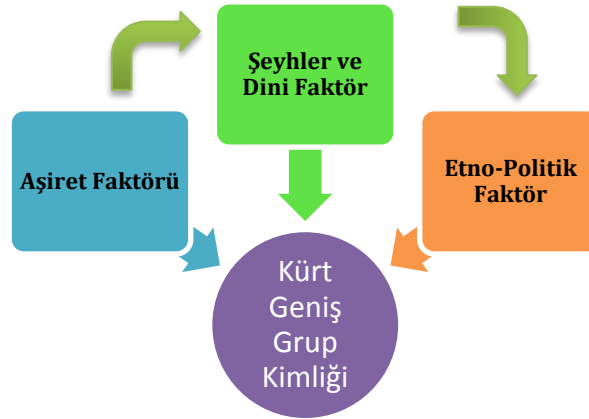 Şeyhler ve
Dini Faktör
Aşiret Faktörü
Etno-Politik
Faktör
Kürt
Geniş
Grup
Kimliği